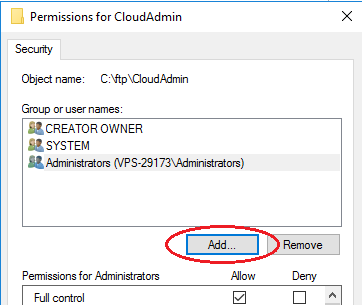 Permissions for CloudAdmin
Security
Object name: C:\ftp\CloudAdmin
Group or user names:
CREATOR OWNER
SYSTEM
Administrators (VPS-29173\Administrators)
Add... Remove
Permissions for Administrators Allow Deny
Full control